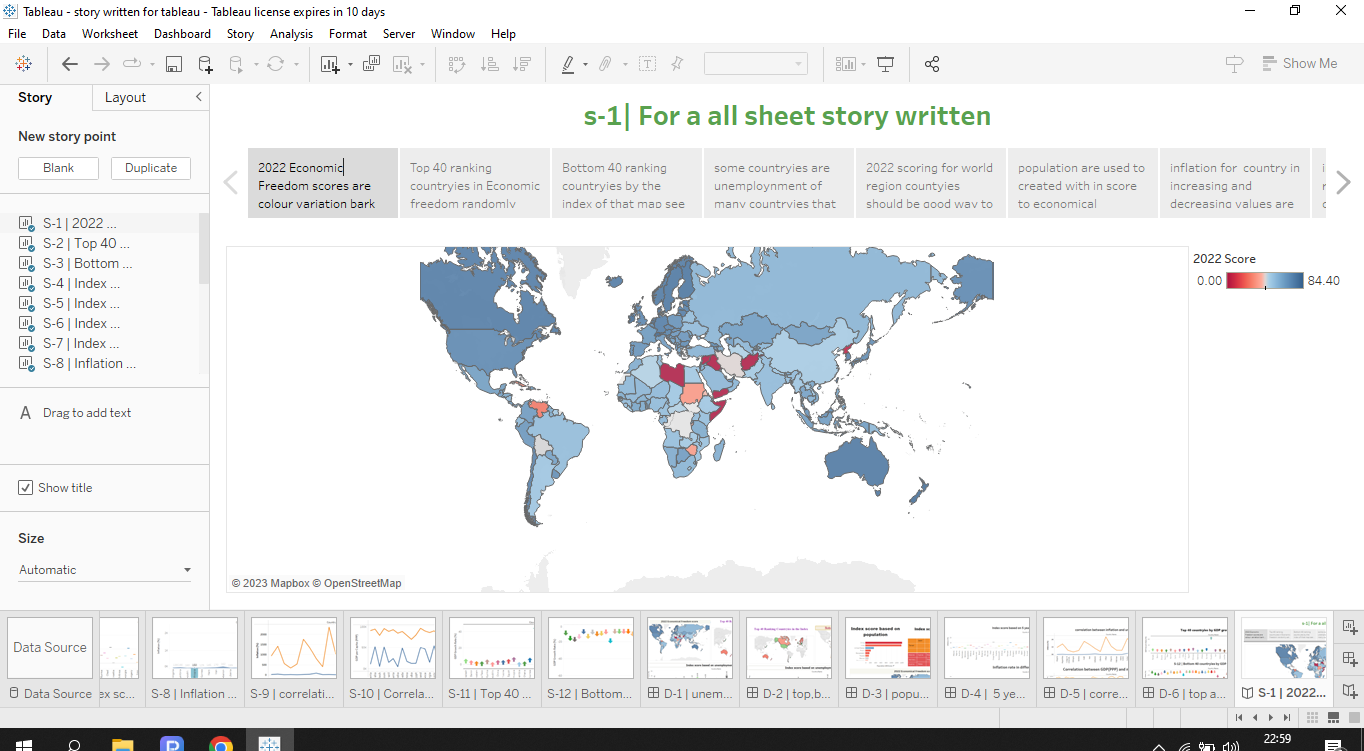 Tableau - story written for tableau - Tableau license expires in 10 days
File Data Worksheet Dashboard Story Analysis Format Server Window Help
Show Me
Story Layout
New story point
Blank Duplicate
S-1 | 2022 ...
S-2 | Top 40 ...
S-3 | Bottom ...
S-4 | Index ...
S-5 | Index ...
S-6 | Index ...
S-7 | Index ...
S-8 | Inflation ...
A Drag to add text
Show title
Size
Automatic
s-1| For a all sheet story written
2022 Economic
Freedom scores are
colour variation bark
Top 40 ranking
countryies in Economic
freedom randomly
Bottom 40 ranking
countryies by the
index of that map see
some countryies are
unemploynment of
many countryies that
2022 scoring for world
region countyies
should be good way to
population are used to
created with in score
to economical
inflation for country in
increasing and
decreasing values are
2022 Score
0.00 84.40
© 2023 Mapbox © OpenStreetMap
Data Source
Index score based on
population
Data Source
ex sc...
S-8 | Inflation ...
S-9 | correlati...
S-10 | Correla...
S-11 | Top 40 ...
S-12 | Bottom...
D-1 | unem...
D-2 | top,b...
D-3 | popu...
D-4 | 5 ye...
D-5 | corre...
D-6 | top a...
S-1 | 2022...
22:59